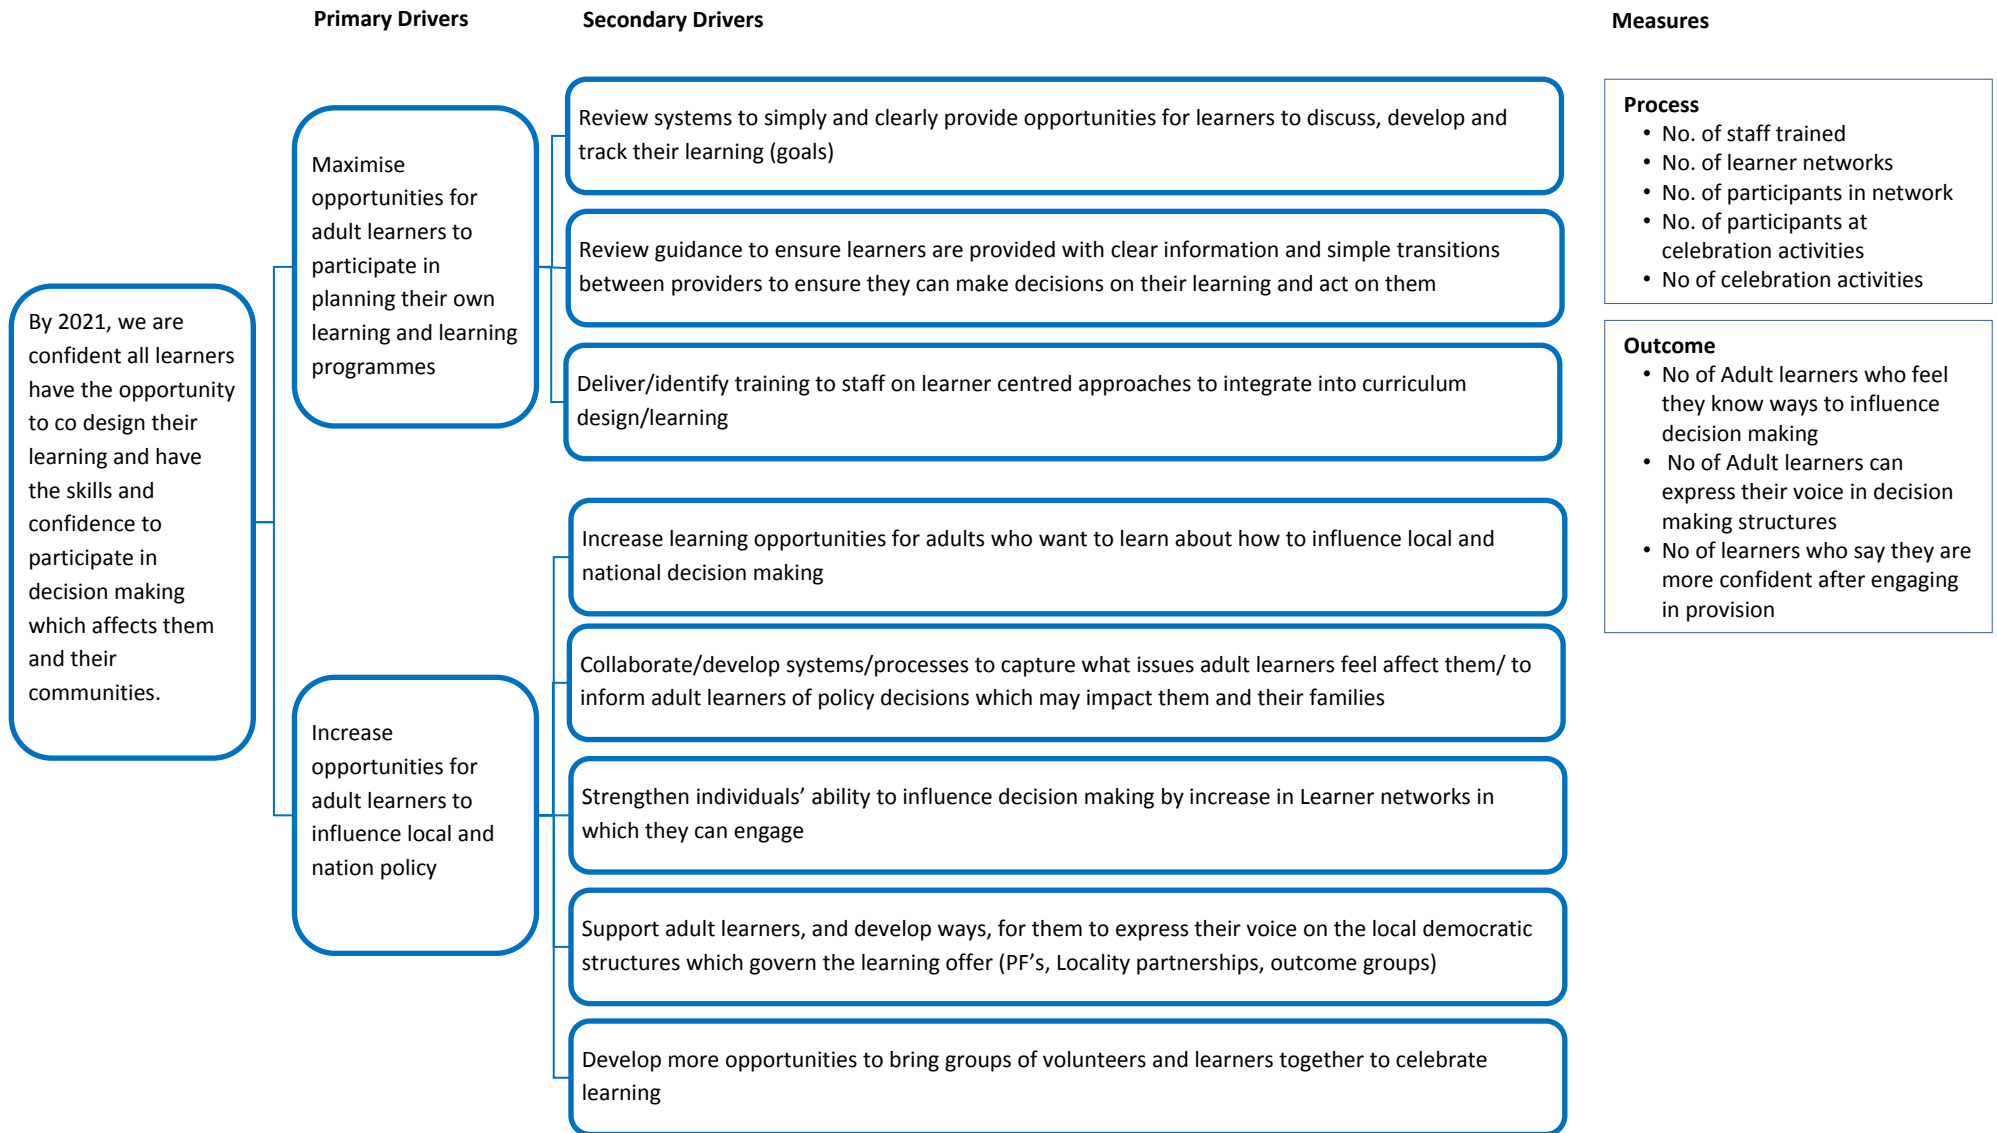 Primary Drivers
Secondary Drivers
Measures
By 2021, we are
confident all learners
have the opportunity
to co design their
learning and have
the skills and
confidence to
participate in
decision making
which affects them
and their
communities.
Maximise
opportunities for
adult learners to
participate in
planning their own
learning and learning
programmes
Increase
opportunities for
adult learners to
influence local and
nation policy
Review systems to simply and clearly provide opportunities for learners to discuss, develop and
track their learning (goals)
Review guidance to ensure learners are provided with clear information and simple transitions
between providers to ensure they can make decisions on their learning and act on them
Deliver/identify training to staff on learner centred approaches to integrate into curriculum
design/learning
Increase learning opportunities for adults who want to learn about how to influence local and
national decision making
Collaborate/develop systems/processes to capture what issues adult learners feel affect them/ to
inform adult learners of policy decisions which may impact them and their families
Strengthen individuals’ ability to influence decision making by increase in Learner networks in
which they can engage
Support adult learners, and develop ways, for them to express their voice on the local democratic
structures which govern the learning offer (PF’s, Locality partnerships, outcome groups)
Develop more opportunities to bring groups of volunteers and learners together to celebrate
learning
Process
• No. of staff trained
• No. of learner networks
• No. of participants in network
• No. of participants at
celebration activities
• No of celebration activities
Outcome
• No of Adult learners who feel
they know ways to influence
decision making
• No of Adult learners can
express their voice in decision
making structures
• No of learners who say they are
more confident after engaging
in provision